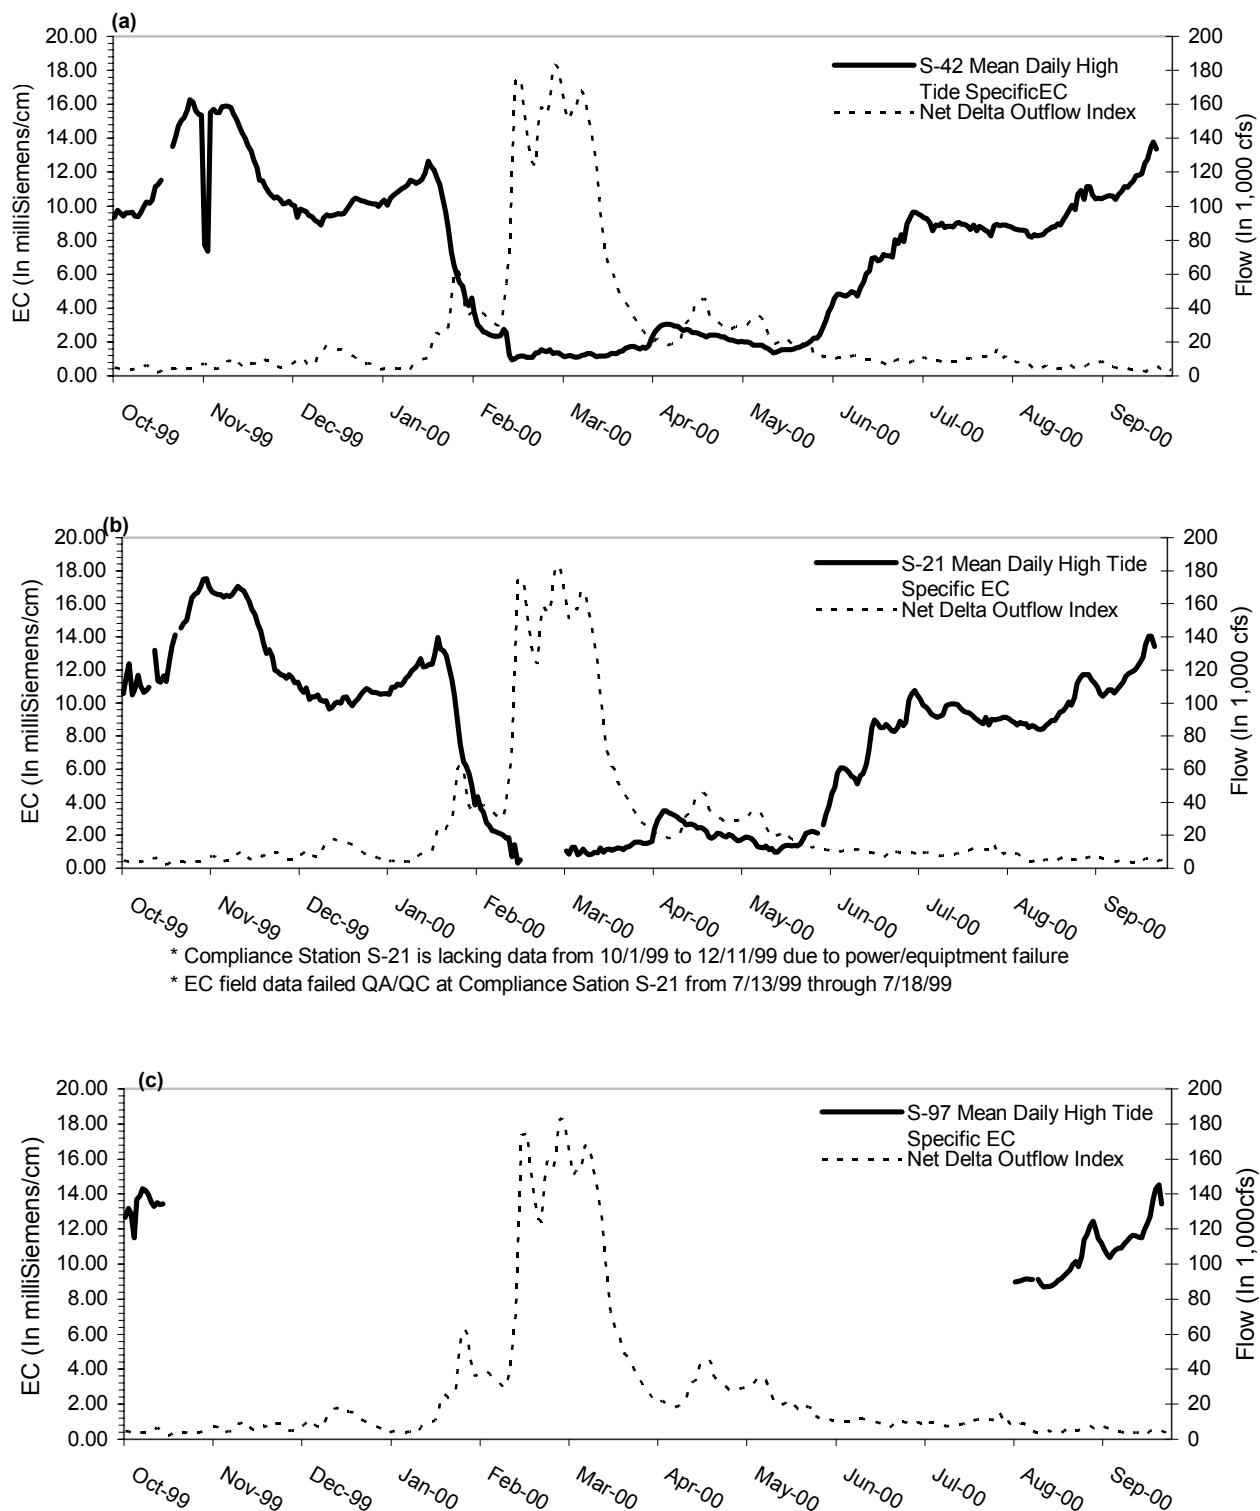 (a)
20.00
18.00
16.00
14.00
12.00
10.00
8.00
6.00
4.00
2.00
0.00
EC (In milliSiemens/cm)
S-42 Mean Daily High
Tide SpecificEC
Net Delta Outflow Index
200
180
160
140
120
100
80
60
40
20
0
Flow (In 1,000 cfs)
Oct-99
Nov-99
Dec-99
Jan-00
Feb-00
Mar-00
Apr-00
May-00
Jun-00
Jul-00
Aug-00
Sep-00
(b)
20.00
18.00
16.00
14.00
12.00
10.00
8.00
6.00
4.00
2.00
0.00
EC (In milliSiemens/cm)
S-21 Mean Daily High Tide
Specific EC
Net Delta Outflow Index
200
180
160
140
120
100
80
60
40
20
0
Flow (In 1,000 cfs)
Oct-99
Nov-99
Dec-99
Jan-00
Feb-00
Mar-00
Apr-00
May-00
Jun-00
Jul-00
Aug-00
Sep-00
* Compliance Station S-21 is lacking data from 10/1/99 to 12/11/99 due to power/equiptment failure
* EC field data failed QA/QC at Compliance Sation S-21 from 7/13/99 through 7/18/99
(c)
20.00
18.00
16.00
14.00
12.00
10.00
8.00
6.00
4.00
2.00
0.00
EC (In milliSiemens/cm)
S-97 Mean Daily High Tide
Specific EC
Net Delta Outflow Index
200
180
160
140
120
100
80
60
40
20
0
Flow (In 1,000cfs)
Oct-99
Nov-99
Dec-99
Jan-00
Feb-00
Mar-00
Apr-00
May-00
Jun-00
Jul-00
Aug-00
Sep-00